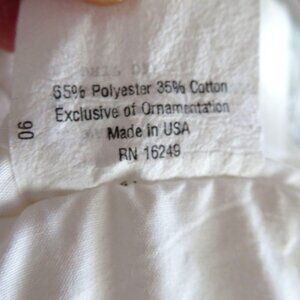 65% Polyester 35% Cotton
Exclusive of Ornamentation
Made in USA
RN 16249
06